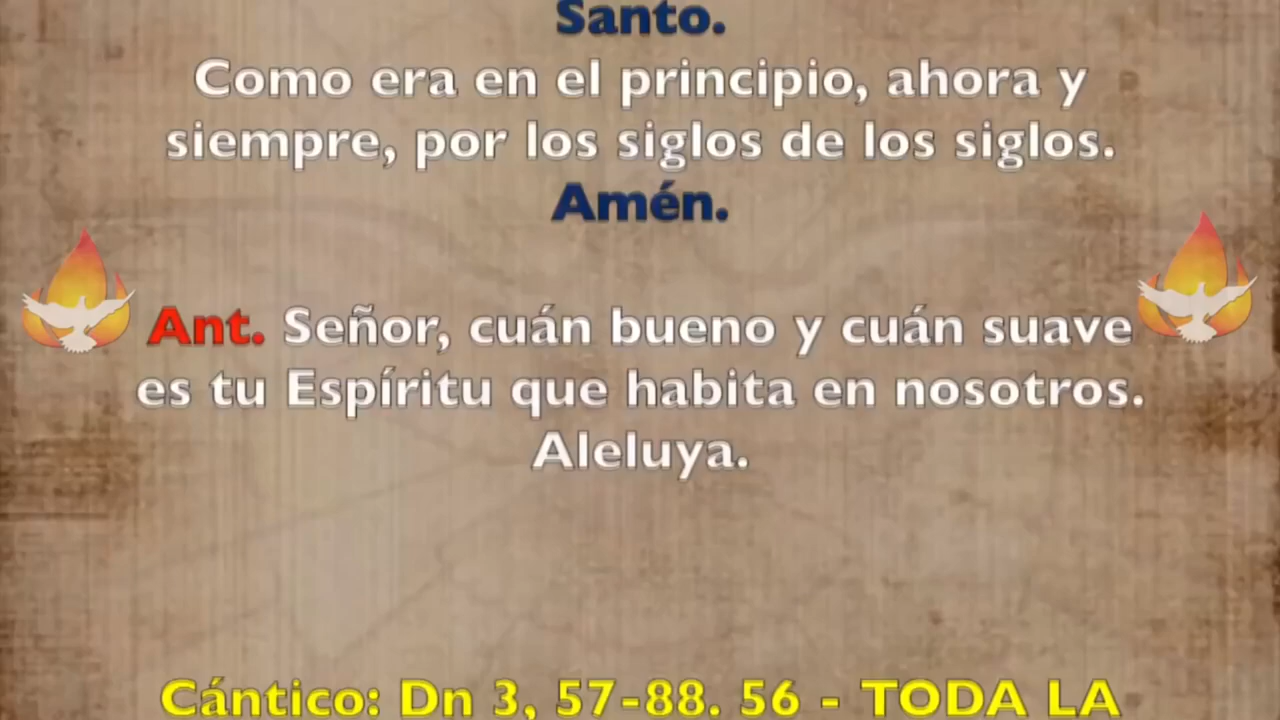 Santo.
Como era en el principio, ahora y
siempre, por los siglos de los siglos.
Amén.
Ant. Señor, cuán bueno y cuán suave
es tu Espíritu que habita en nosotros.
Aleluya.
Cántico: Dn 3, 57-88. 56 - TODA LA